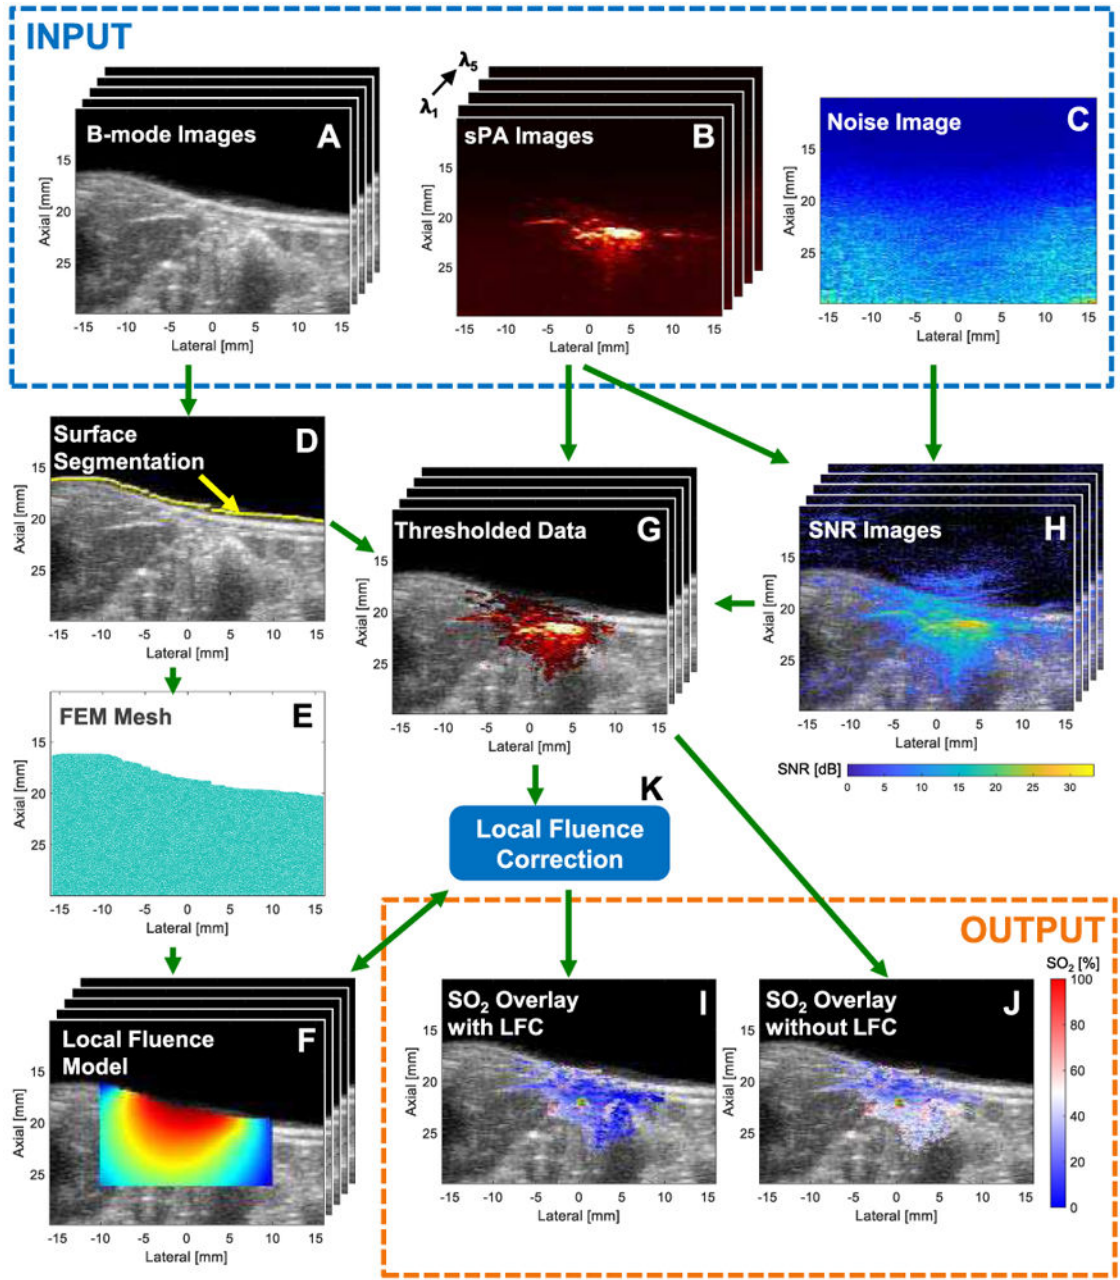 INPUT
B-mode Images
A
Axial [mm]
15
20
25
-15 -10 -5 0 5 10 15
Lateral [mm]
λ1
λ5
sPA Images
B
Axial [mm]
15
20
25
-15 -10 -5 0 5 10 15
Lateral [mm]
Noise Image
C
Axial [mm]
15
20
25
-15 -10 -5 0 5 10 15
Lateral [mm]
Surface
Segmentation
D
Axial [mm]
15
20
25
-15 -10 -5 0 5 10 15
Lateral [mm]
Thresholded Data
G
Axial [mm]
15
20
25
-15 -10 -5 0 5 10 15
Lateral [mm]
SNR Images
H
Axial [mm]
15
20
25
-15 -10 -5 0 5 10 15
Lateral [mm]
SNR [dB]
0 5 10 15 20 25 30
FEM Mesh
E
Axial [mm]
15
20
25
-15 -10 -5 0 5 10 15
Lateral [mm]
K
Local Fluence
Correction
Local Fluence
Model
F
Axial [mm]
15
20
25
-15 -10 -5 0 5 10 15
Lateral [mm]
OUTPUT
SO2 Overlay
with LFC
I
Axial [mm]
15
20
25
-15 -10 -5 0 5 10 15
Lateral [mm]
SO2 Overlay
without LFC
J
Axial [mm]
15
20
25
-15 -10 -5 0 5 10 15
Lateral [mm]
SO2 [%]
100
80
60
40
20
0